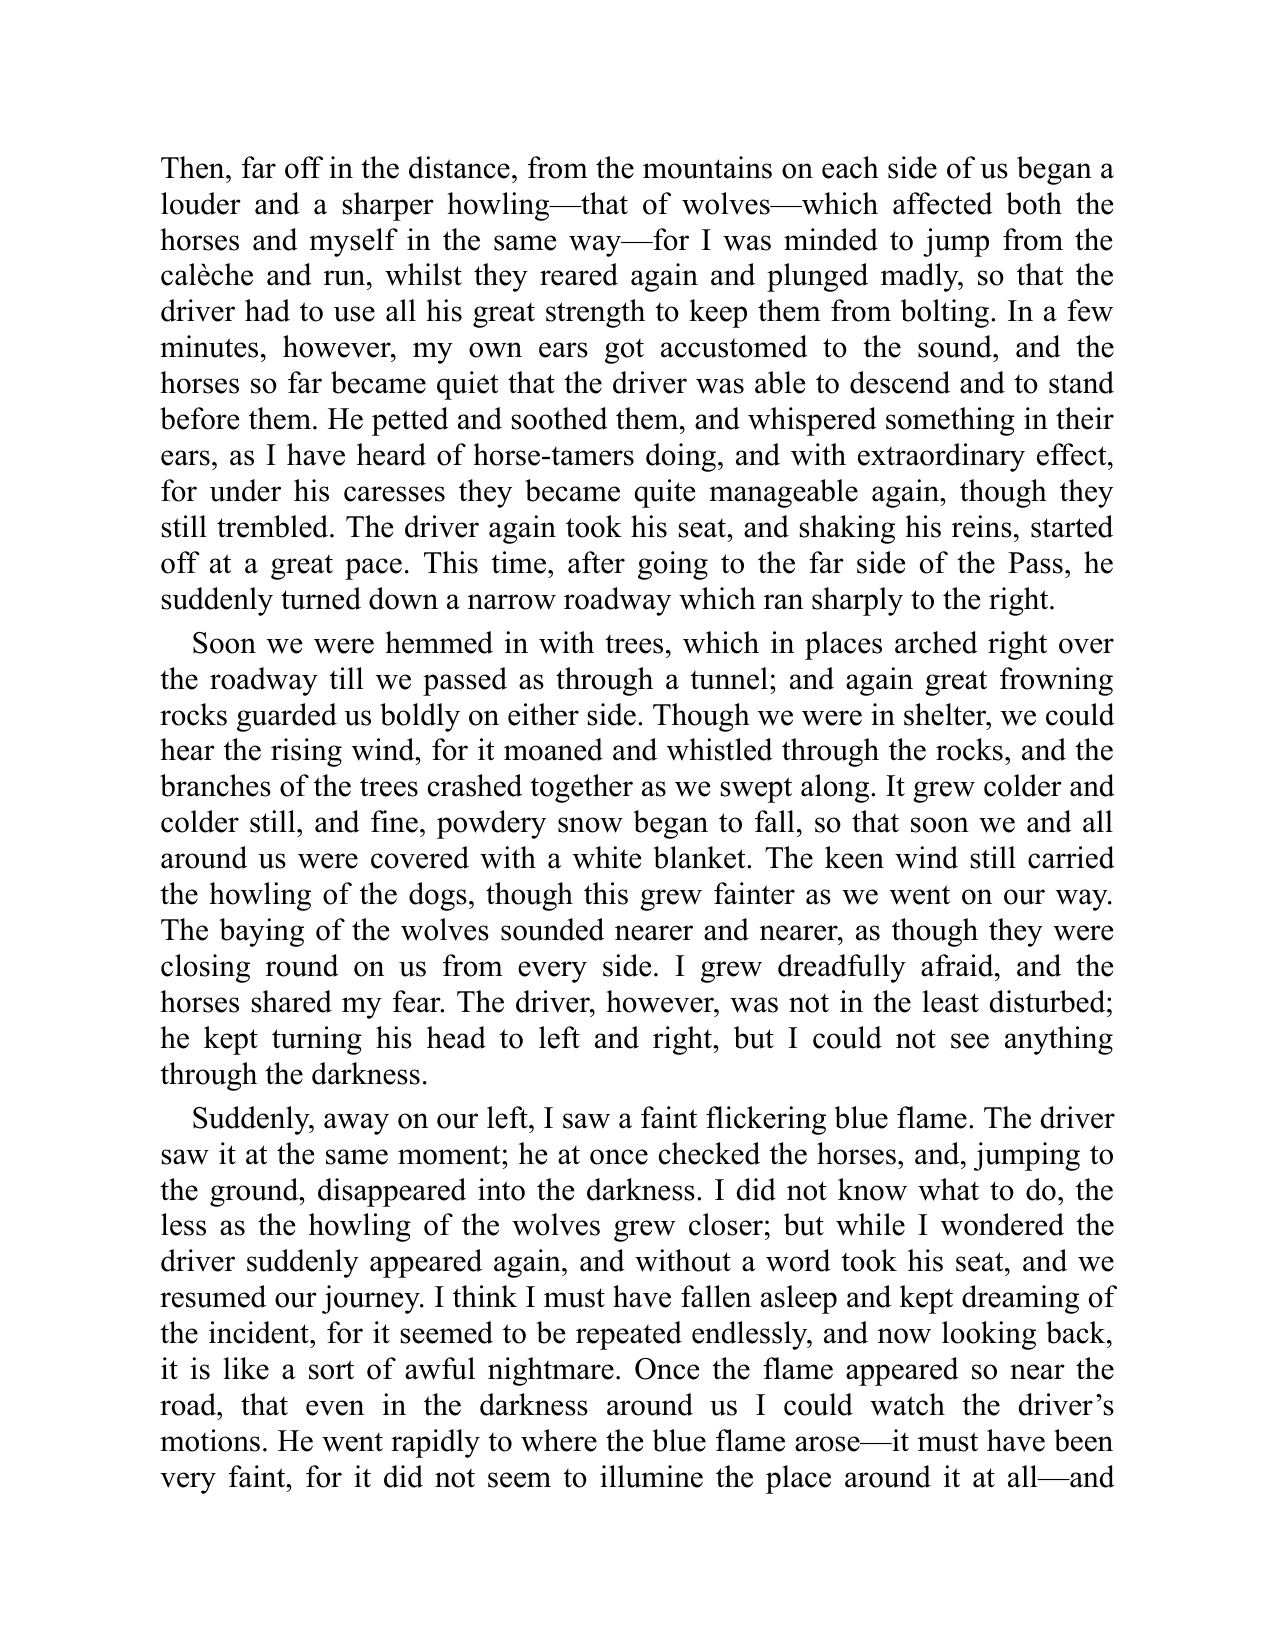 Then, far off in the distance, from the mountains on each side of us began a
louder and a sharper howling—that of wolves—which affected both the
horses and myself in the same way—for I was minded to jump from the
calèche and run, whilst they reared again and plunged madly, so that the
driver had to use all his great strength to keep them from bolting. In a few
minutes, however, my own ears got accustomed to the sound, and the
horses so far became quiet that the driver was able to descend and to stand
before them. He petted and soothed them, and whispered something in their
ears, as I have heard of horse-tamers doing, and with extraordinary effect,
for under his caresses they became quite manageable again, though they
still trembled. The driver again took his seat, and shaking his reins, started
off at a great pace. This time, after going to the far side of the Pass, he
suddenly turned down a narrow roadway which ran sharply to the right.
Soon we were hemmed in with trees, which in places arched right over
the roadway till we passed as through a tunnel; and again great frowning
rocks guarded us boldly on either side. Though we were in shelter, we could
hear the rising wind, for it moaned and whistled through the rocks, and the
branches of the trees crashed together as we swept along. It grew colder and
colder still, and fine, powdery snow began to fall, so that soon we and all
around us were covered with a white blanket. The keen wind still carried
the howling of the dogs, though this grew fainter as we went on our way.
The baying of the wolves sounded nearer and nearer, as though they were
closing round on us from every side. I grew dreadfully afraid, and the
horses shared my fear. The driver, however, was not in the least disturbed;
he kept turning his head to left and right, but I could not see anything
through the darkness.
Suddenly, away on our left, I saw a faint flickering blue flame. The driver
saw it at the same moment; he at once checked the horses, and, jumping to
the ground, disappeared into the darkness. I did not know what to do, the
less as the howling of the wolves grew closer; but while I wondered the
driver suddenly appeared again, and without a word took his seat, and we
resumed our journey. I think I must have fallen asleep and kept dreaming of
the incident, for it seemed to be repeated endlessly, and now looking back,
it is like a sort of awful nightmare. Once the flame appeared so near the
road, that even in the darkness around us I could watch the driver’s
motions. He went rapidly to where the blue flame arose—it must have been
very faint, for it did not seem to illumine the place around it at all—and